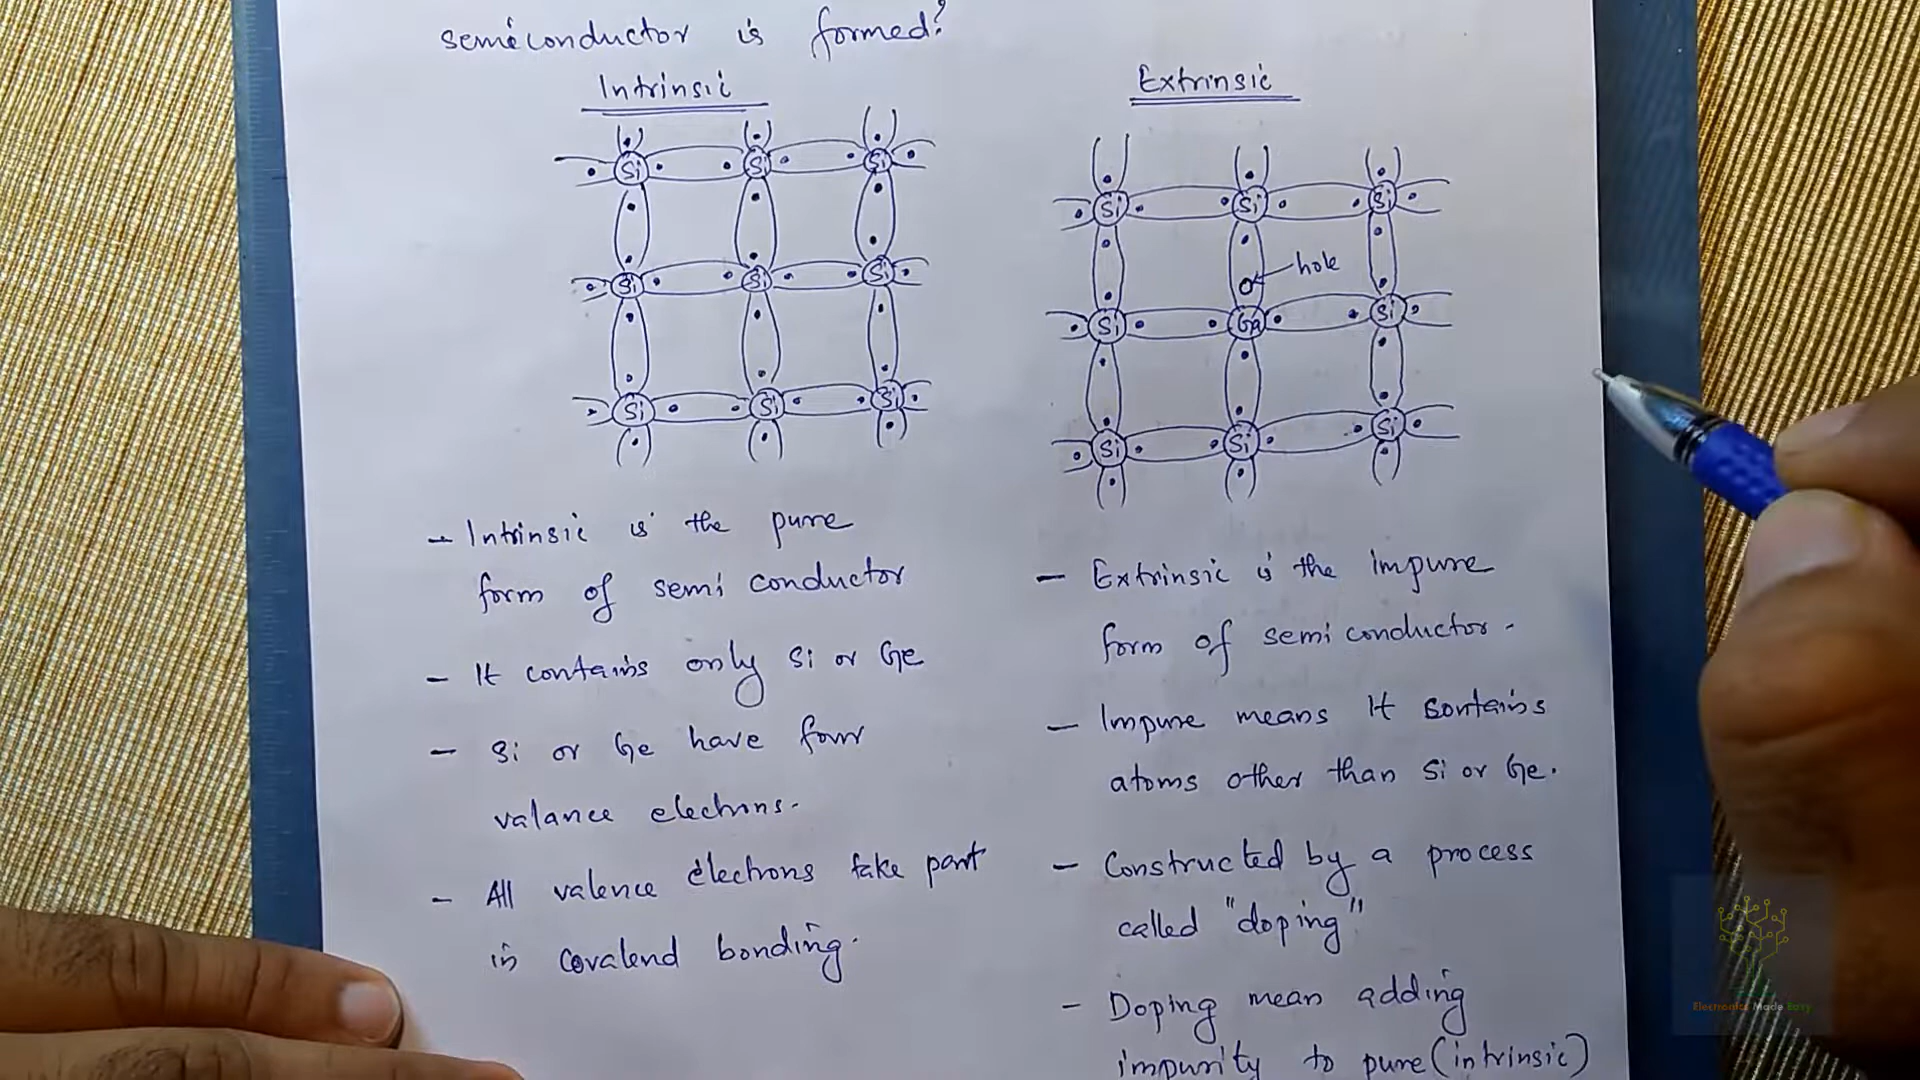 semiconductor is formed?
Intrinsic
Si Si Si
Si Si Si
Si Si Si
- Intrinsic is the pure
form of semi conductor
- It contains only Si or Ge
- Si or Ge have four
valance electrons.
- All valence electrons take part
in covalend bonding.
Extrinsic
Si Si Si
hole
Si Ga Si
Si Si Si
- Extrinsic is the impure
form of semi conductor.
- Impure means it contains
atoms other than Si or Ge.
- Constructed by a process
called "doping"
- Doping mean adding
impurity to pure (intrinsic)
Electronics Made Easy